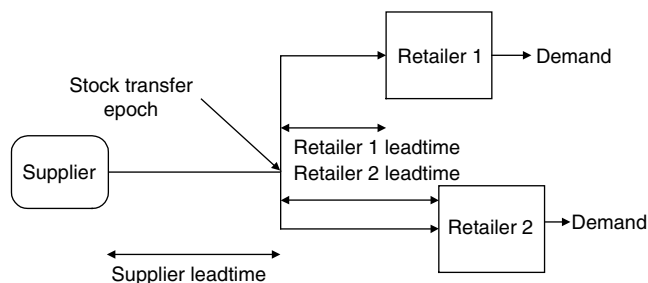 Retailer 1
Demand
Stock transfer
epoch
Retailer 1 leadtime
Retailer 2 leadtime
Supplier
Retailer 2
Demand
Supplier leadtime